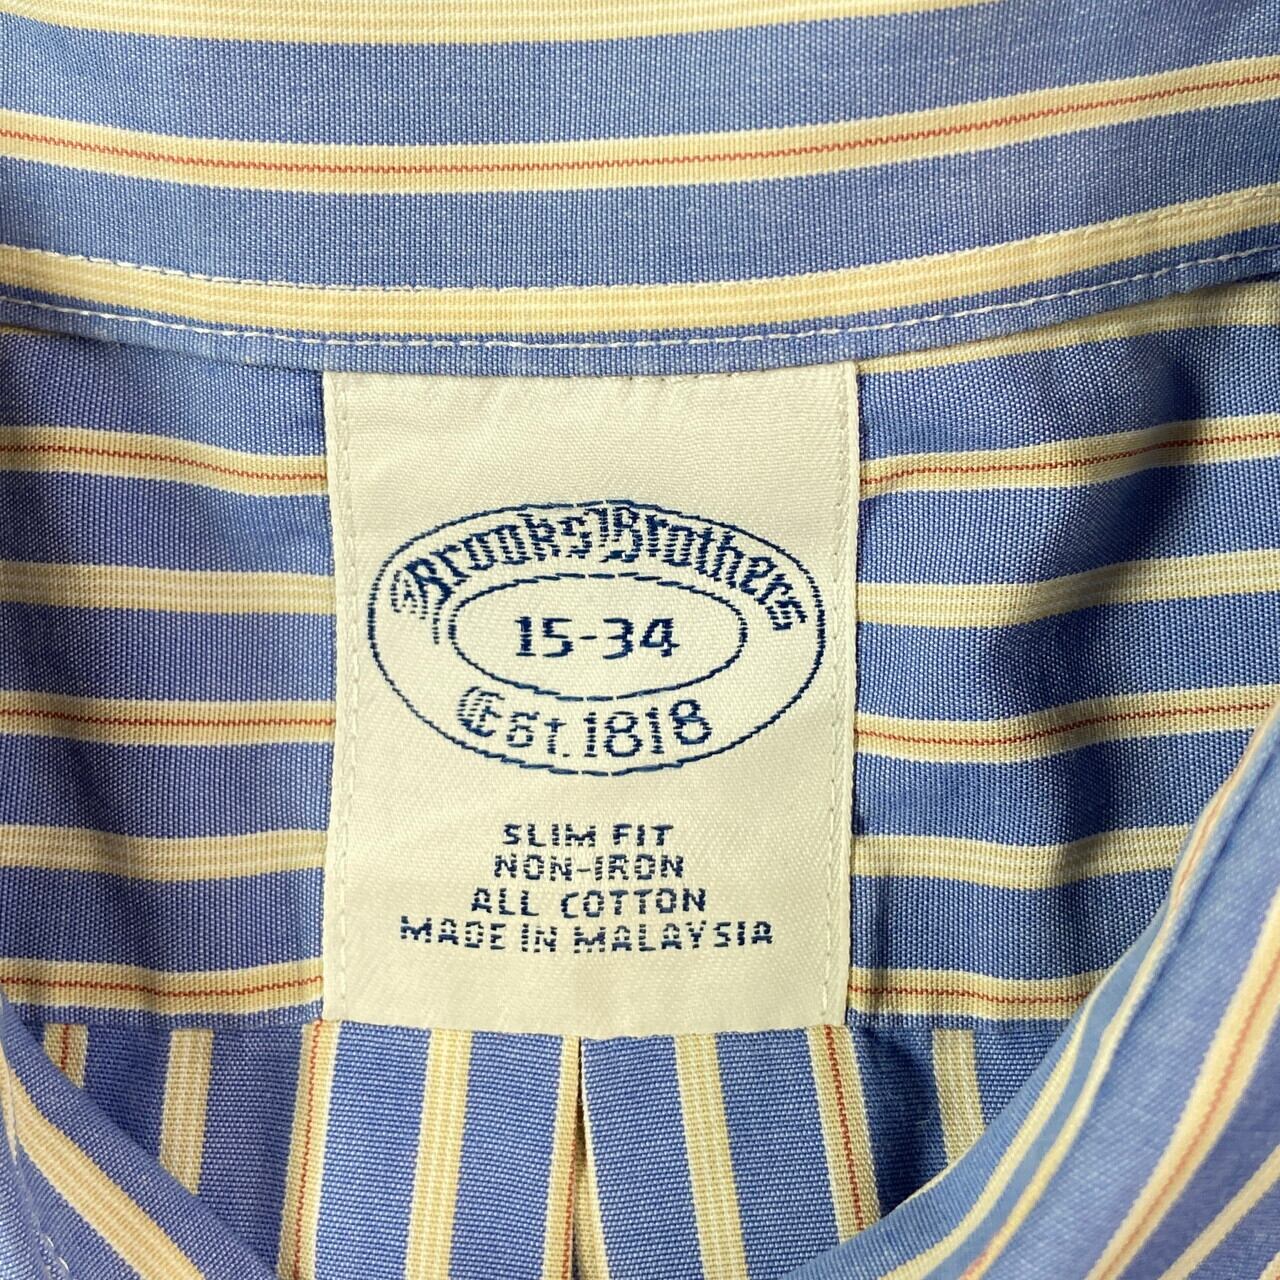 Brooks Brothers
15-34
Est. 1818
SLIM FIT
NON-IRON
ALL COTTON
MADE IN MALAYSIA